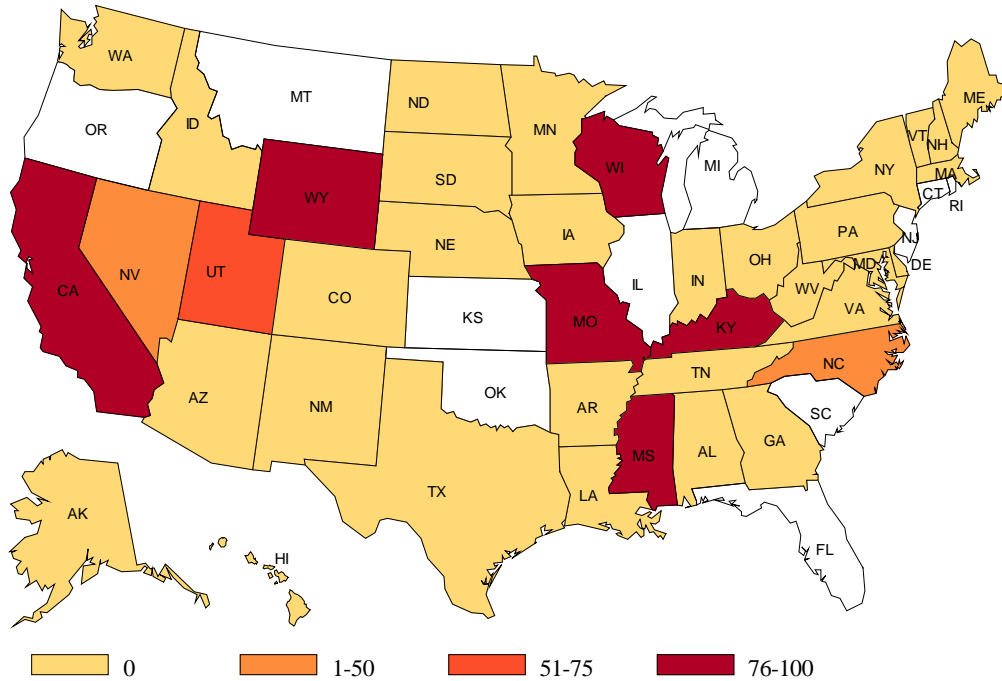 WA
MT
ND
MN
ME
VT
NH
OR
ID
SD
WI
MI
NY
MA
CT
RI
WY
IA
PA
NJ
NE
OH
MD
DE
NV
UT
CO
IL
IN
WV
VA
CA
KS
MO
KY
NC
AZ
NM
OK
AR
TN
SC
MS
AL
GA
TX
LA
AK
HI
FL
0 1-50 51-75 76-100